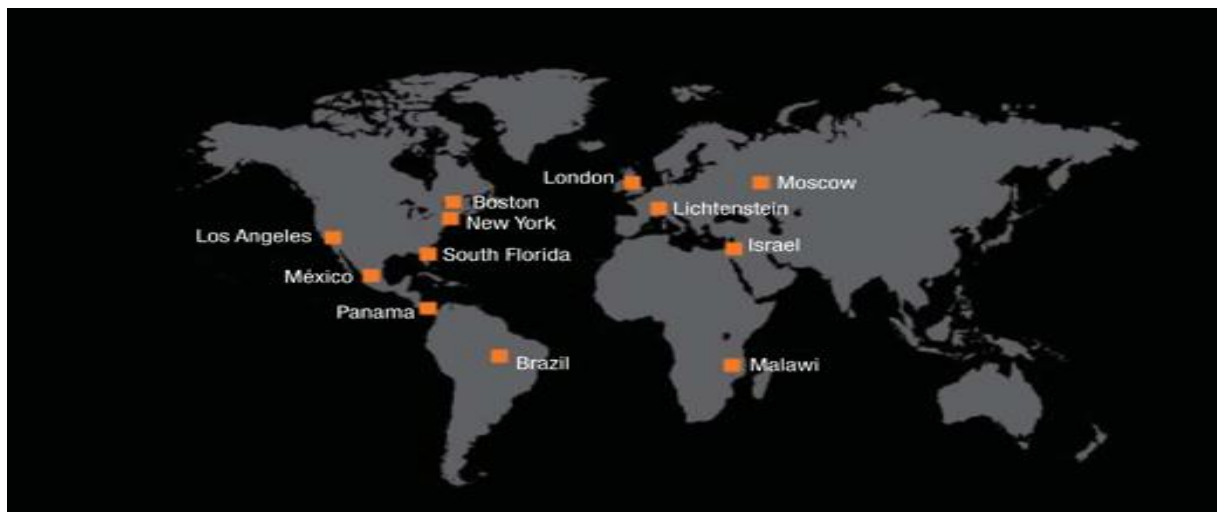 London
Moscow
Boston
Lichtenstein
New York
Los Angeles
Israel
South Florida
México
Panama
Brazil
Malawi